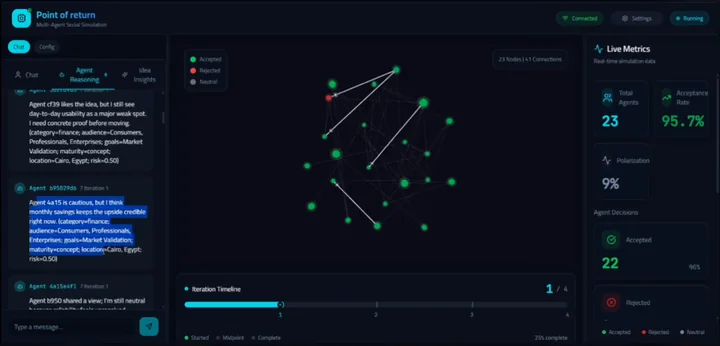 Point of return
Multi-Agent Social Simulation
Connected
Settings
Running
Chat
Config
Chat
Agent Reasoning
Idea Insights
Agent cf39 likes the idea, but I still see
day-to-day usability as a major weak spot.
I need concrete proof before moving.
(category=finance; audience=Consumers,
Professionals, Enterprises; goals=Market
Validation; maturity=concept;
location=Cairo, Egypt; risk=0.50)
Agent b95029d6 / Iteration 1
Agent 4a15 is cautious, but I think
monthly savings keeps the upside credible
right now. (category=finance;
audience=Consumers, Professionals,
Enterprises; goals=Market Validation;
maturity=concept; location=Cairo, Egypt;
risk=0.50)
Agent 4a15e4f1 / Iteration 1
Agent b950 shared a view; I'm still neutral
Type a message...
Accepted
Rejected
Neutral
23 Nodes | 41 Connections
Iteration Timeline
1 / 4
1
2
3
4
Started
Midpoint
Complete
25% complete
Live Metrics
Real-time simulation data
Total Agents
23
Acceptance Rate
95.7%
Polarization
9%
Agent Decisions
Accepted
22
96%
Rejected
Accepted
Rejected
Neutral